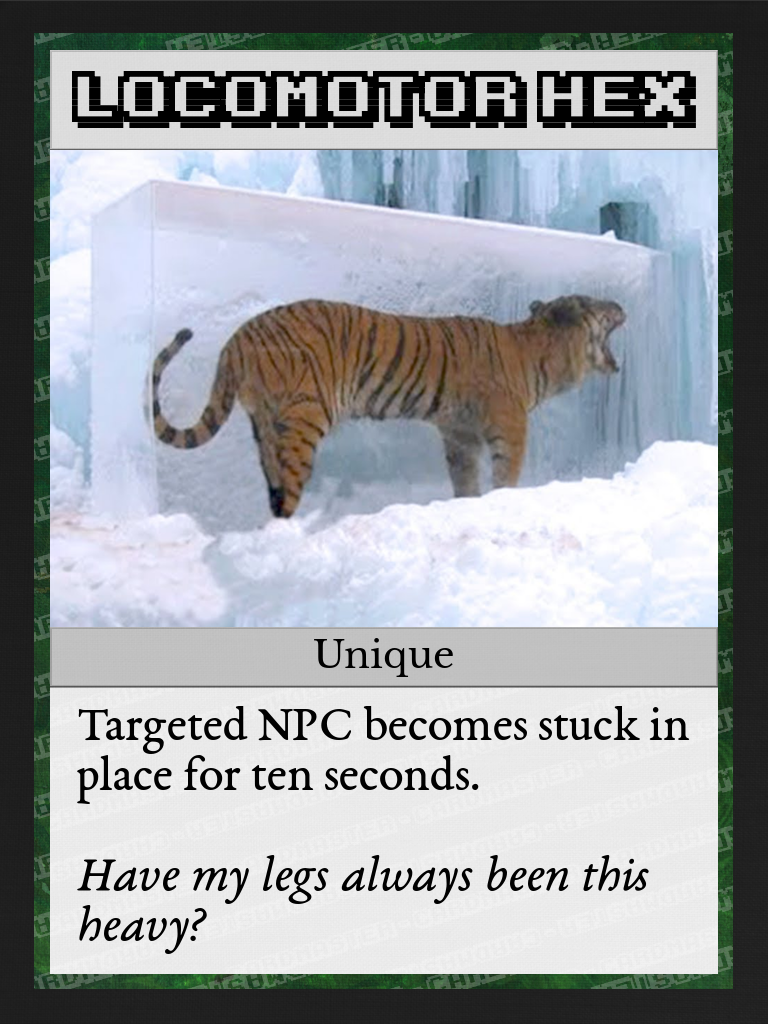 LOCOMOTOR HEX
Unique
Targeted NPC becomes stuck in
place for ten seconds.
Have my legs always been this
heavy?